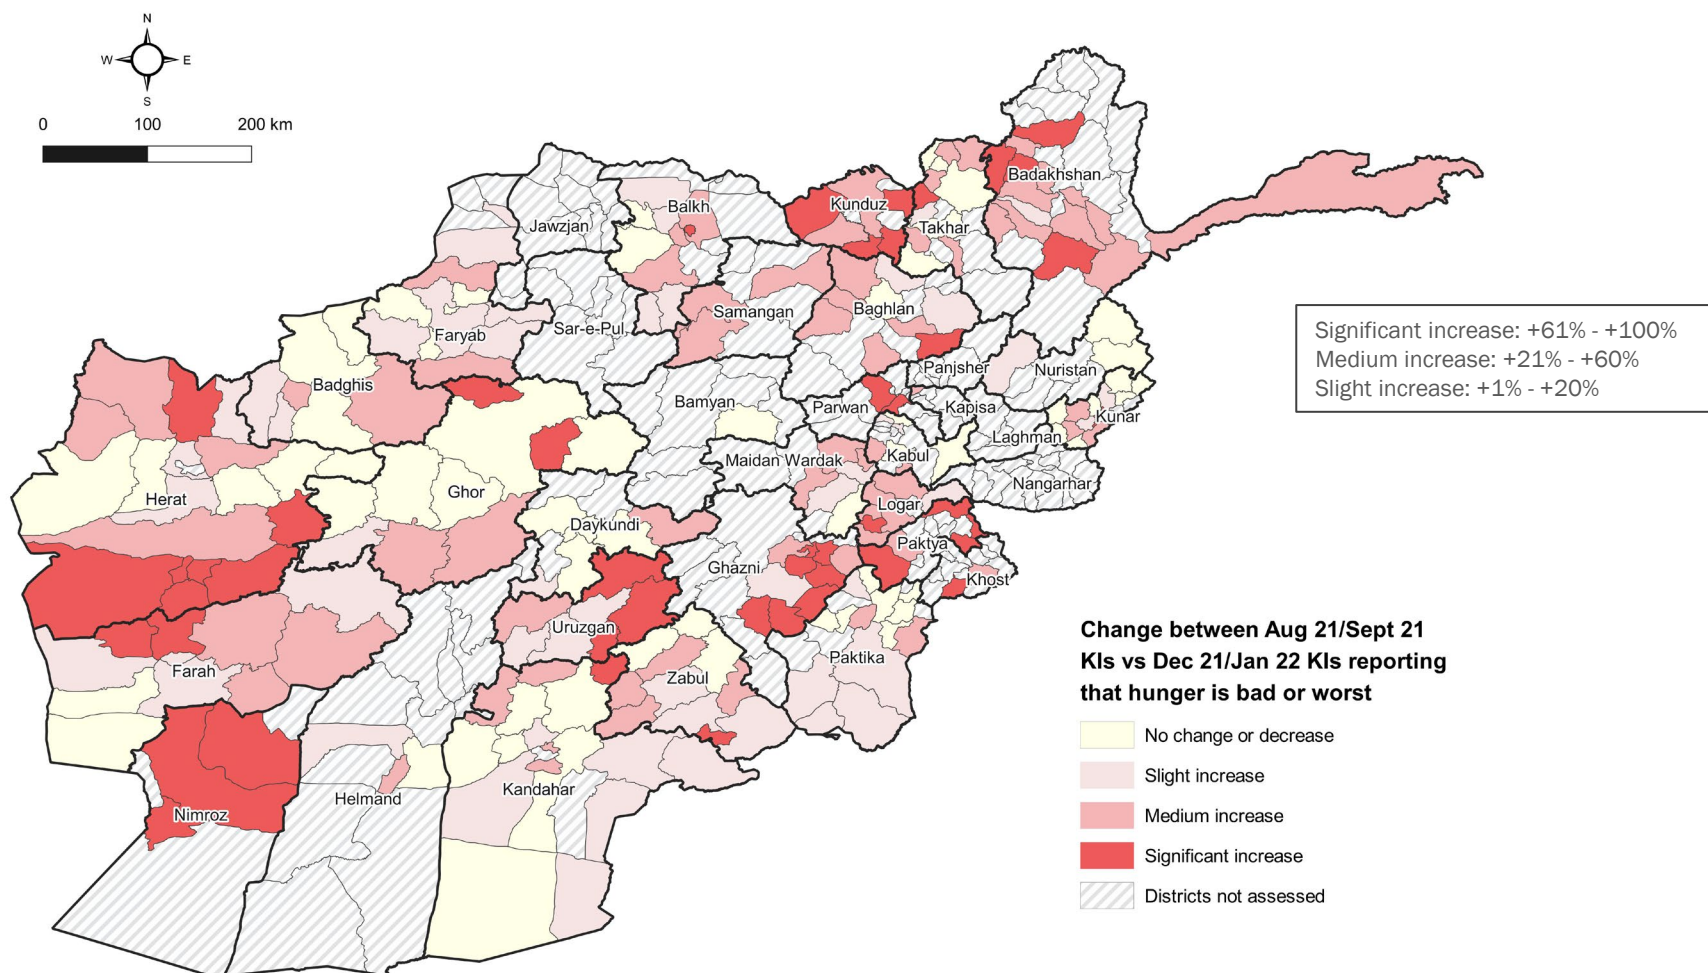 N
W E
S
0 100 200 km
Badakhshan
Balkh
Kunduz
Jawzjan
Takhar
Samangan
Baghlan
Sar-e-Pul
Faryab
Panjsher
Nuristan
Badghis
Bamyan
Parwan
Kapisa
Kunar
Laghman
Kabul
Maidan Wardak
Nangarhar
Herat
Ghor
Logar
Daykundi
Paktya
Ghazni
Khost
Uruzgan
Paktika
Farah
Zabul
Kandahar
Helmand
Nimroz
Significant increase: +61% - +100%
Medium increase: +21% - +60%
Slight increase: +1% - +20%
Change between Aug 21/Sept 21
KIs vs Dec 21/Jan 22 KIs reporting
that hunger is bad or worst
No change or decrease
Slight increase
Medium increase
Significant increase
Districts not assessed